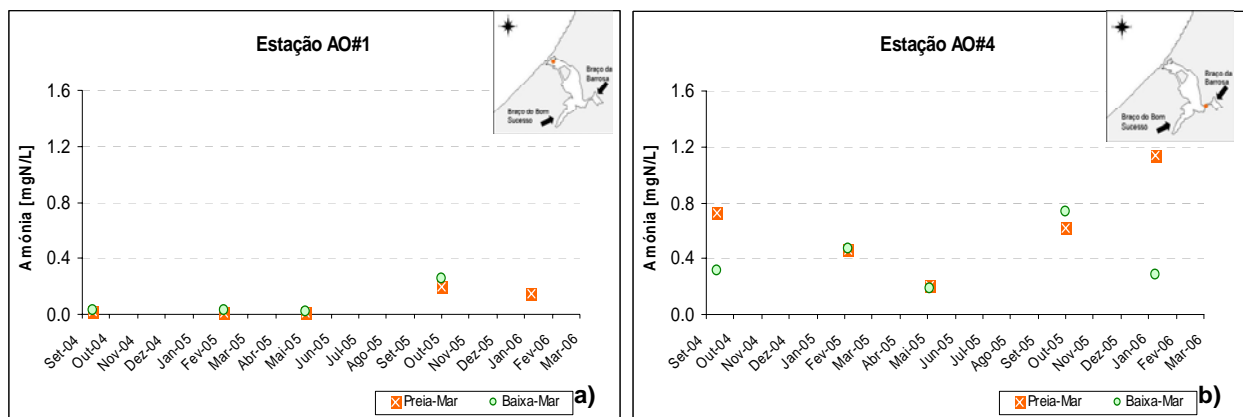 Estação AO#1
Braço da
Barrosa
Braço do Bom
Sucesso
Amónia [mgN/L]
1.6
1.2
0.8
0.4
0.0
Set-04
Out-04
Nov-04
Dez-04
Jan-05
Fev-05
Mar-05
Abr-05
Mai-05
Jun-05
Jul-05
Ago-05
Set-05
Out-05
Nov-05
Dez-05
Jan-06
Fev-06
Mar-06
Preia-Mar
Baixa-Mar
a)
Estação AO#4
Braço da
Barrosa
Braço do Bom
Sucesso
Amónia [mgN/L]
1.6
1.2
0.8
0.4
0.0
Set-04
Out-04
Nov-04
Dez-04
Jan-05
Fev-05
Mar-05
Abr-05
Mai-05
Jun-05
Jul-05
Ago-05
Set-05
Out-05
Nov-05
Dez-05
Jan-06
Fev-06
Mar-06
Preia-Mar
Baixa-Mar
b)